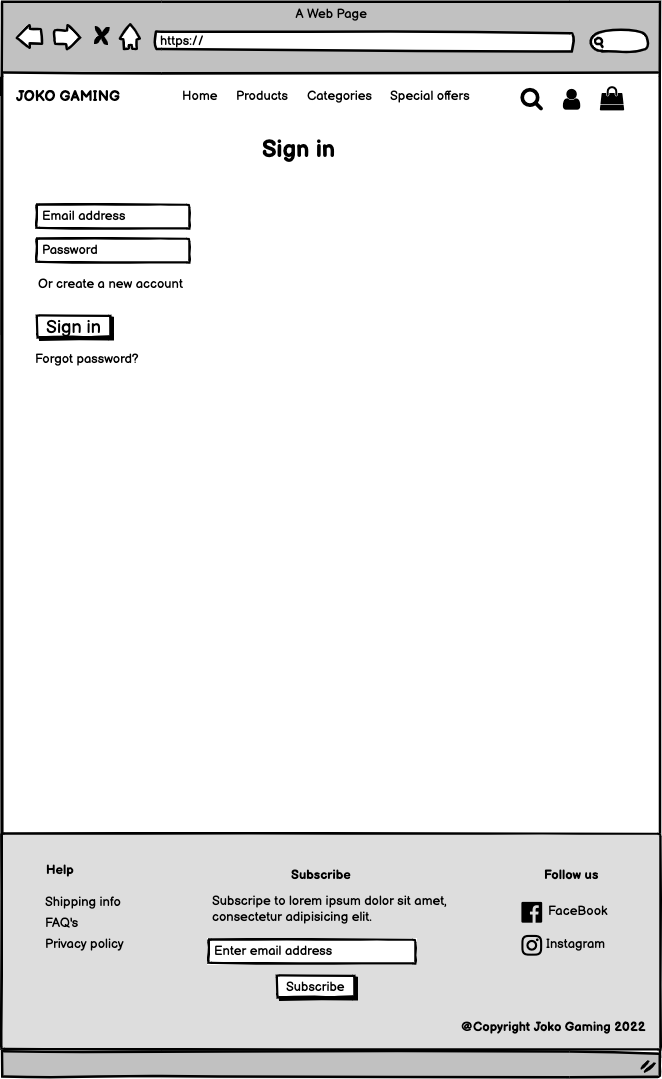 A Web Page
https://
JOKO GAMING
Home Products Categories Special offers
Sign in
Email address
Password
Or create a new account
Sign in
Forgot password?
Help
Shipping info
FAQ's
Privacy policy
Subscribe
Subscripe to lorem ipsum dolor sit amet,
consectetur adipisicing elit.
Enter email address
Subscribe
Follow us
FaceBook
Instagram
@Copyright Joko Gaming 2022